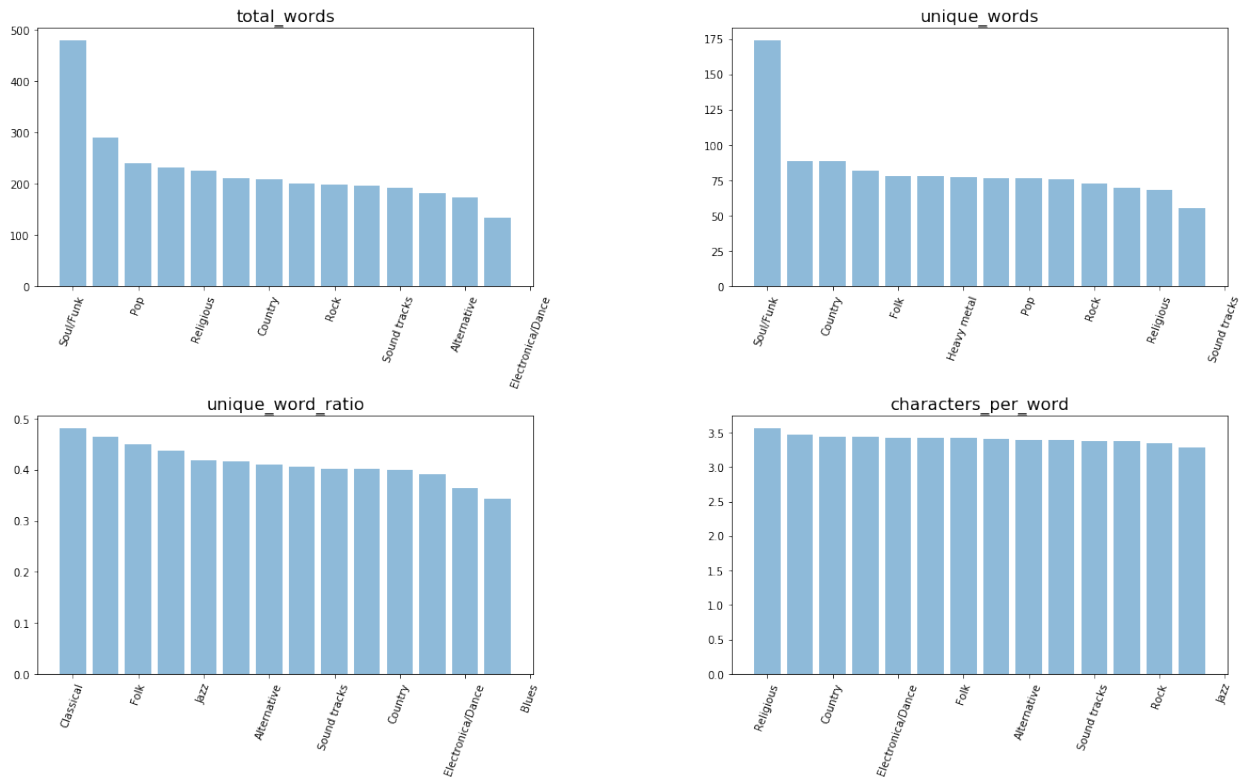 total_words
500
400
300
200
100
0
Soul/Funk
Pop
Religious
Country
Rock
Sound tracks
Alternative
Electronica/Dance
unique_words
175
150
125
100
75
50
25
0
Soul/Funk
Country
Folk
Heavy metal
Pop
Rock
Religious
Sound tracks
unique_word_ratio
0.5
0.4
0.3
0.2
0.1
0.0
Classical
Folk
Jazz
Alternative
Sound tracks
Country
Electronica/Dance
Blues
characters_per_word
3.5
3.0
2.5
2.0
1.5
1.0
0.5
0.0
Religious
Country
Electronica/Dance
Folk
Alternative
Sound tracks
Rock
Jazz